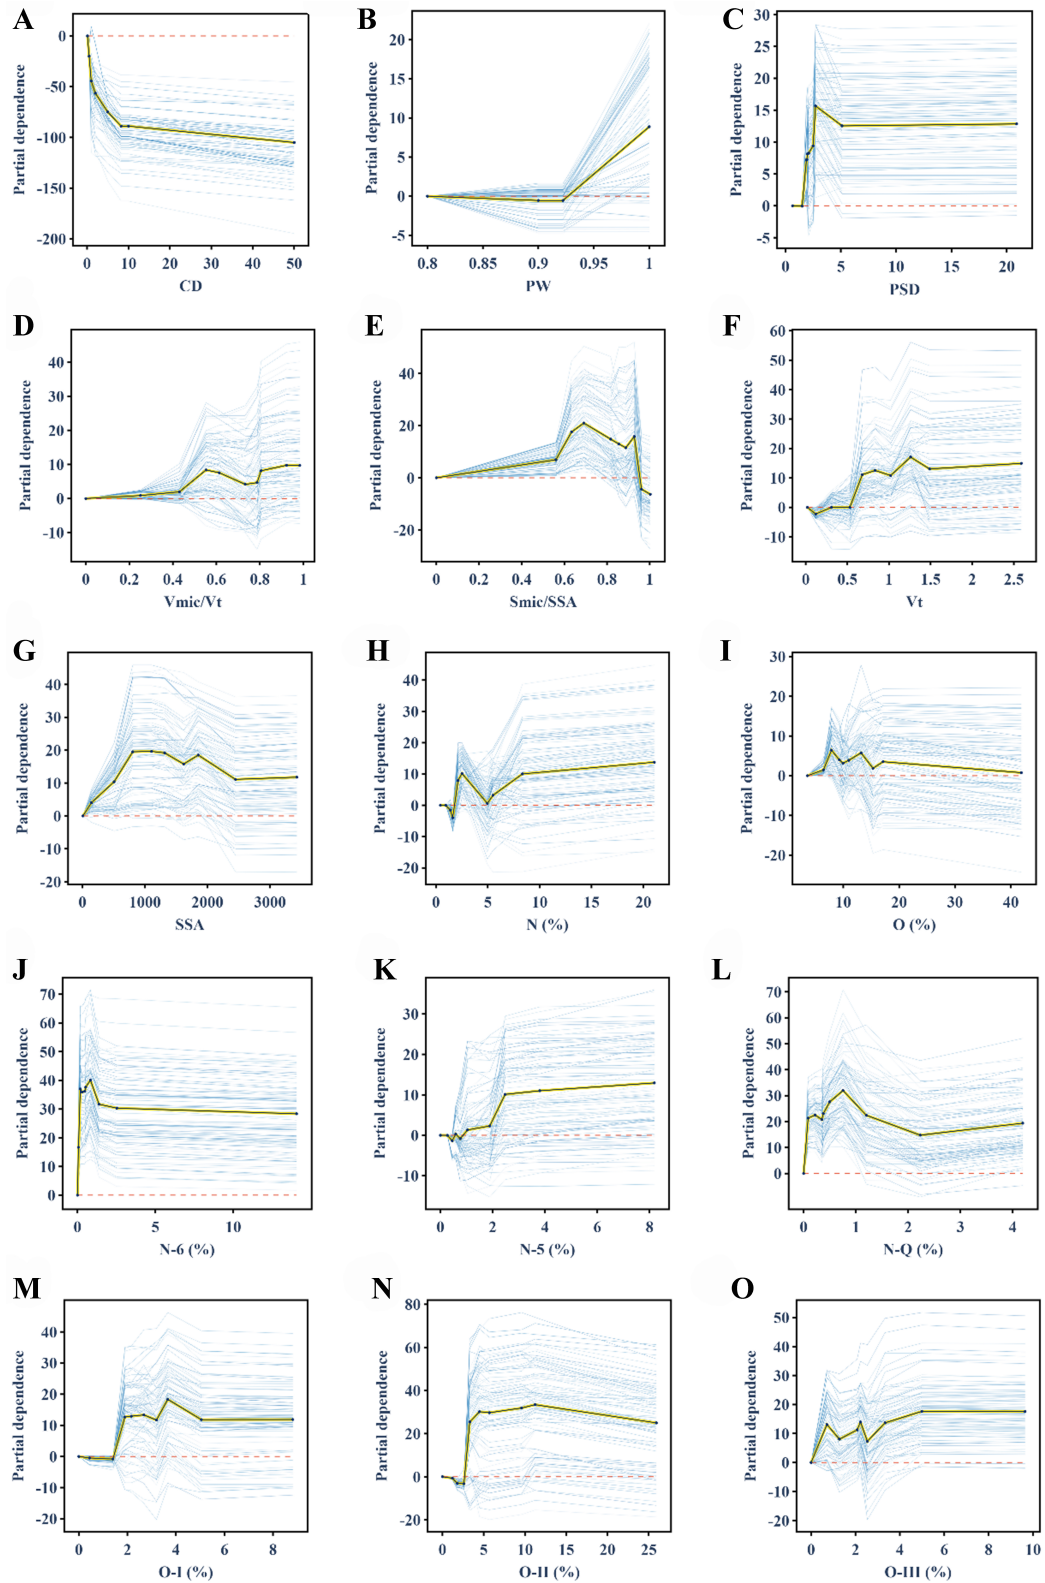 A
B
C
Partial dependence
0
-50
-100
-150
-200
0 10 20 30 40 50
CD
Partial dependence
20
15
10
5
0
-5
0.8 0.85 0.9 0.95 1
PW
Partial dependence
30
25
20
15
10
5
0
-5
0 5 10 15 20
PSD
D
E
F
Partial dependence
40
30
20
10
0
-10
0 0.2 0.4 0.6 0.8 1
Vmic/Vt
Partial dependence
40
20
0
-20
0 0.2 0.4 0.6 0.8 1
Smic/SSA
Partial dependence
60
50
40
30
20
10
0
-10
0 0.5 1 1.5 2 2.5
Vt
G
H
I
Partial dependence
40
30
20
10
0
-10
-20
0 1000 2000 3000
SSA
Partial dependence
40
30
20
10
0
-10
-20
0 5 10 15 20
N (%)
Partial dependence
30
20
10
0
-10
-20
10 20 30 40
O (%)
J
K
L
Partial dependence
70
60
50
40
30
20
10
0
0 5 10
N-6 (%)
Partial dependence
30
20
10
0
-10
0 2 4 6 8
N-5 (%)
Partial dependence
70
60
50
40
30
20
10
0
0 1 2 3 4
N-Q (%)
M
N
O
Partial dependence
40
30
20
10
0
-10
-20
0 2 4 6 8
O-I (%)
Partial dependence
80
60
40
20
0
-20
0 5 10 15 20 25
O-II (%)
Partial dependence
50
40
30
20
10
0
-10
-20
0 2 4 6 8 10
O-III (%)